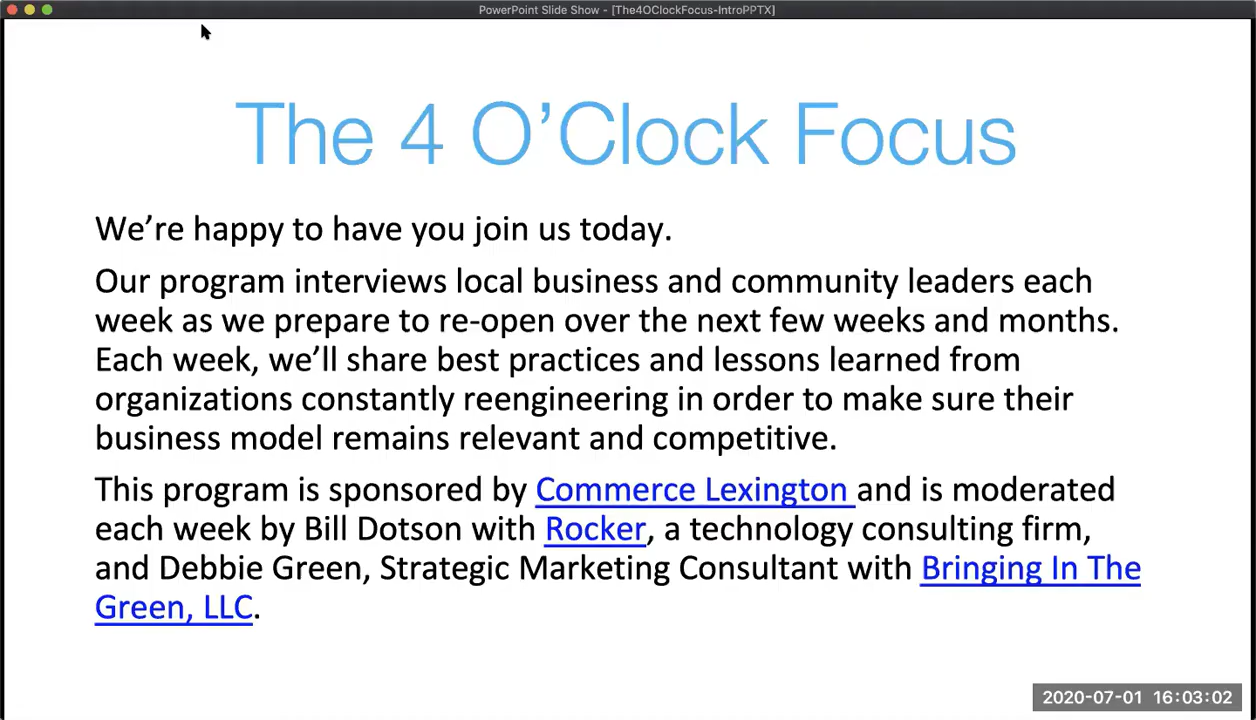 PowerPoint Slide Show - [The4OClockFocus-IntroPPTX]
The 4 O’Clock Focus
We’re happy to have you join us today.
Our program interviews local business and community leaders each
week as we prepare to re-open over the next few weeks and months.
Each week, we’ll share best practices and lessons learned from
organizations constantly reengineering in order to make sure their
business model remains relevant and competitive.
This program is sponsored by Commerce Lexington and is moderated
each week by Bill Dotson with Rocker, a technology consulting firm,
and Debbie Green, Strategic Marketing Consultant with Bringing In The
Green, LLC.
2020-07-01 16:03:02